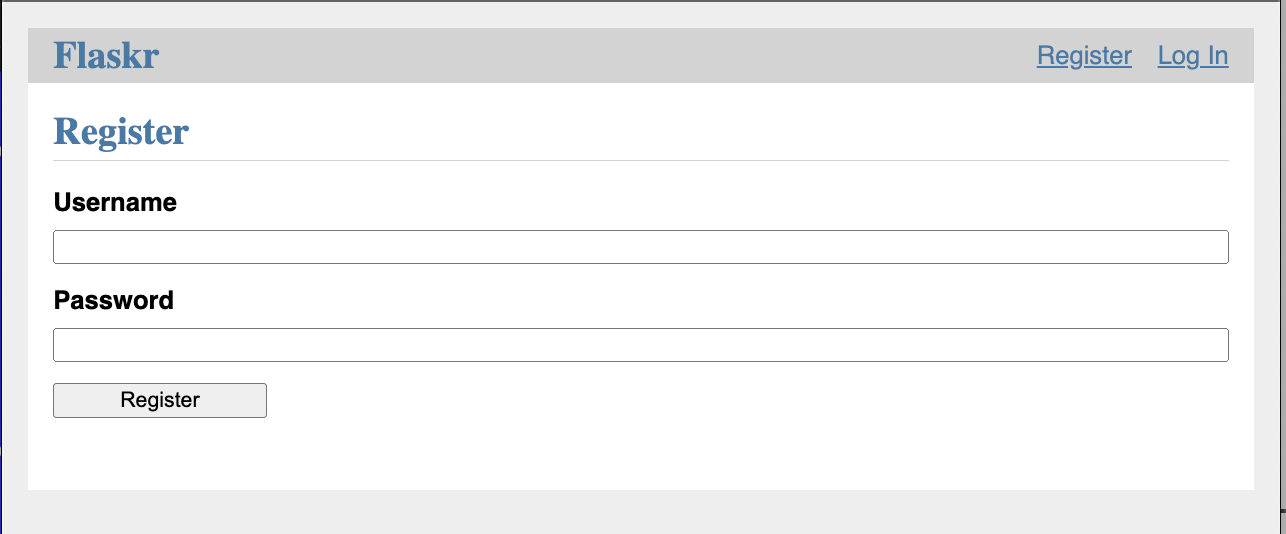 Flaskr Register Log In
Register
Username
Password
Register